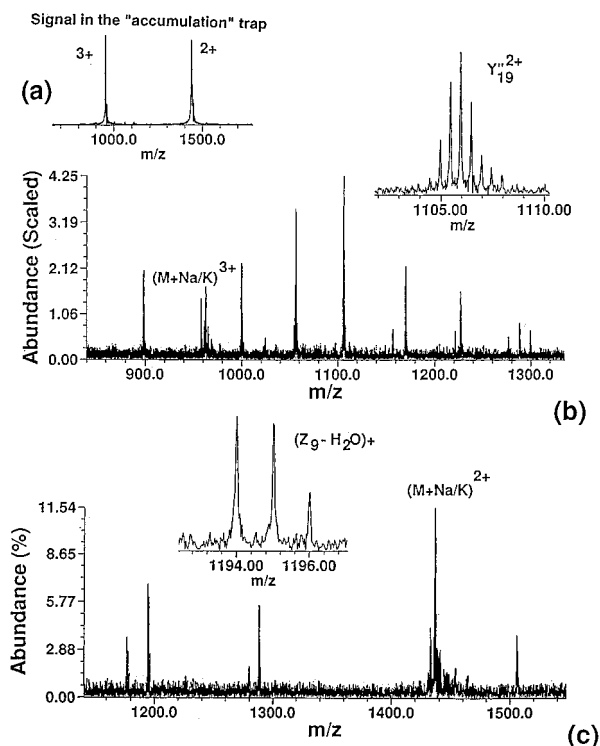 Signal in the "accumulation" trap
3+
2+
(a)
1000.0 1500.0
m/z
Y"19 2+
1105.00 1110.00
m/z
Abundance (Scaled)
4.25
3.19
2.12
1.06
0.00
(M+Na/K)3+
900.0 1000.0 1100.0 1200.0 1300.0
m/z
(b)
(Z9-H2O)+
1194.00 1196.00
m/z
(M+Na/K)2+
Abundance (%)
11.54
8.65
5.77
2.88
0.00
1200.0 1300.0 1400.0 1500.0
m/z
(c)